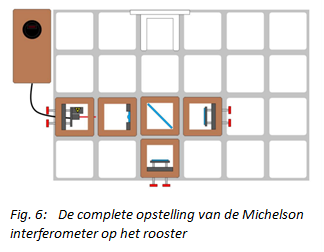 Fig. 6: De complete opstelling van de Michelson
interferometer op het rooster